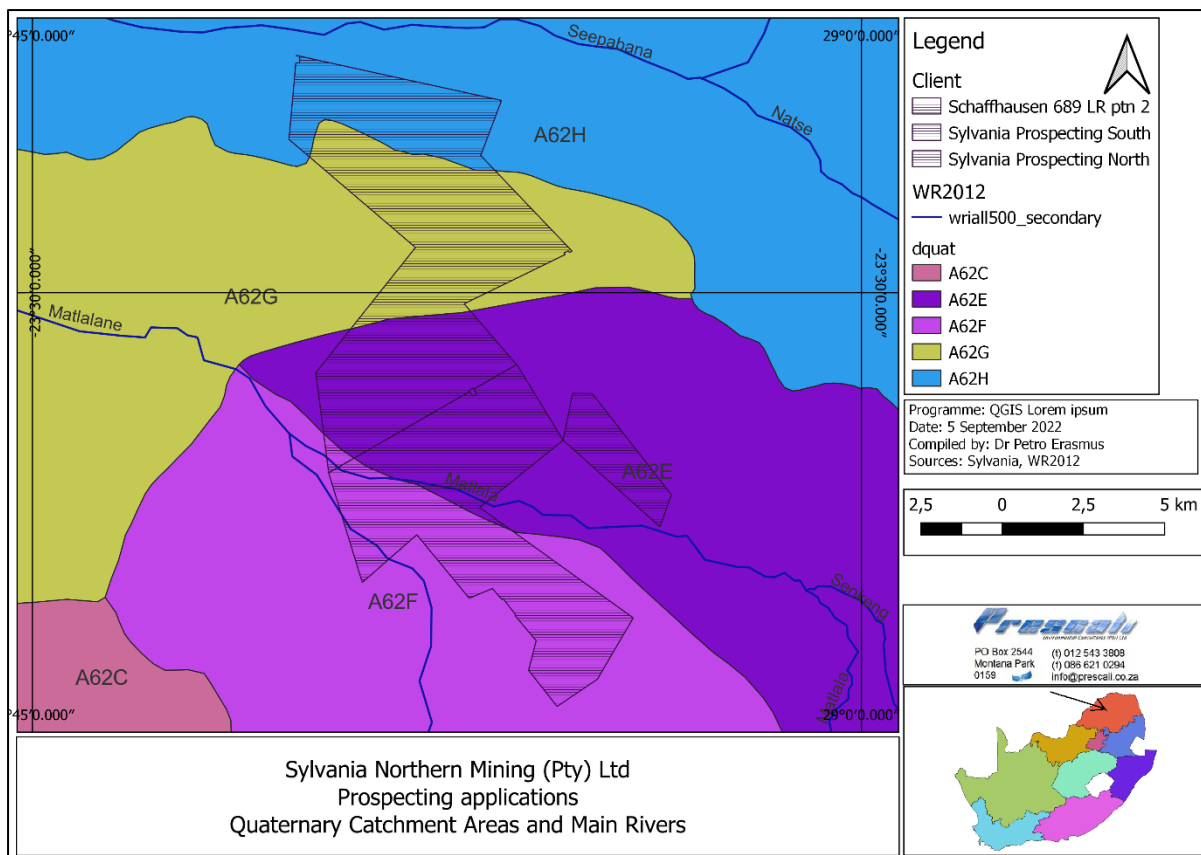 °45'0.000"
29°0'0.000"
Seepabana
Natse
A62H
A62G
-23°30'0.000"
-23°30'0.000"
Matlalane
A62E
Matlala
A62F
Seokeng
A62C
Matlala
°45'0.000"
29°0'0.000"
Sylvania Northern Mining (Pty) Ltd
Prospecting applications
Quaternary Catchment Areas and Main Rivers
Legend
Client
Schaffhausen 689 LR ptn 2
Sylvania Prospecting South
Sylvania Prospecting North
WR2012
wriall500_secondary
dquat
A62C
A62E
A62F
A62G
A62H
Programme: QGIS Lorem ipsum
Date: 5 September 2022
Compiled by: Dr Petro Erasmus
Sources: Sylvania, WR2012
2,5 0 2,5 5 km
Prescali
Environmental Consultants (Pty) Ltd
PO Box 2544 (t) 012 543 3808
Montana Park (f) 086 621 0294
0159 info@prescali.co.za